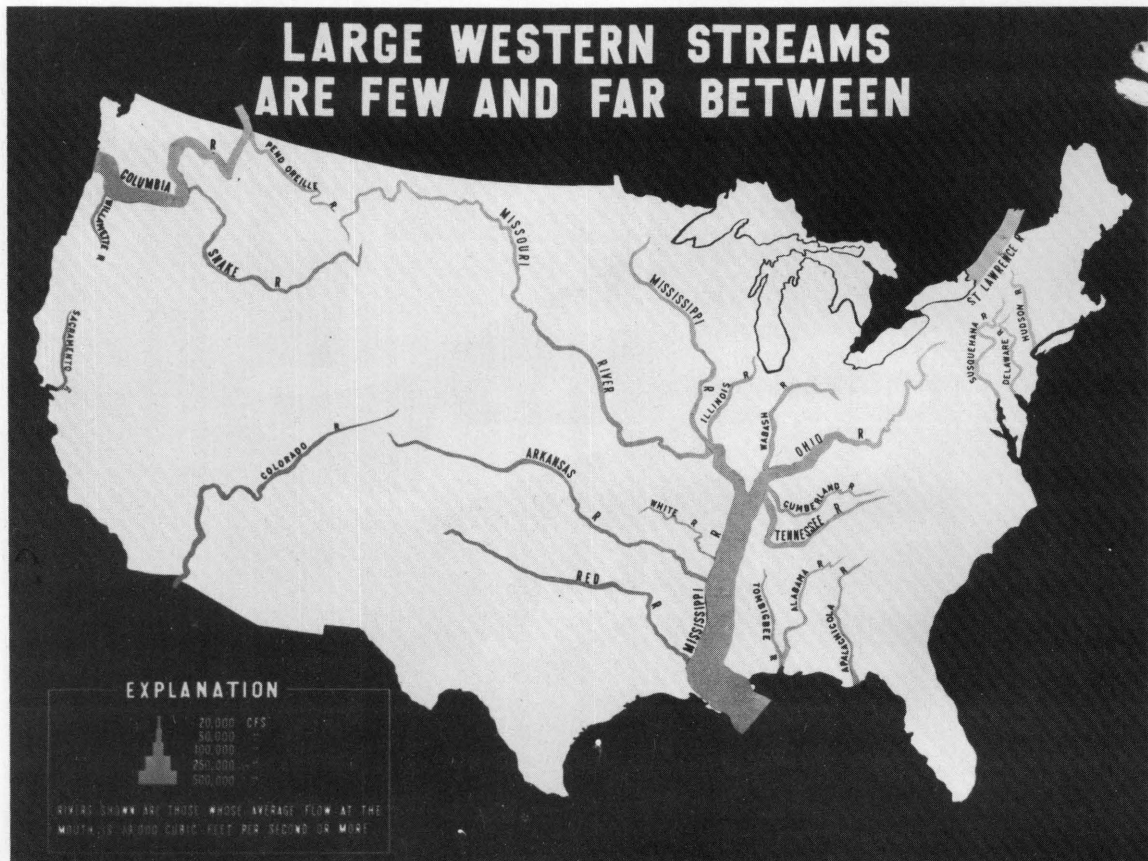 LARGE WESTERN STREAMS
ARE FEW AND FAR BETWEEN
COLUMBIA R
PEND OREILLE R
WILLAMETTE R
SNAKE R
MISSOURI RIVER
MISSISSIPPI R
ST LAWRENCE R
HUDSON R
SUSQUEHANA R
DELAWARE R
SACRAMENTO
ILLINOIS R
WABASH R
OHIO R
COLORADO R
ARKANSAS R
WHITE R
CUMBERLAND R
TENNESSEE R
RED R
MISSISSIPPI R
TOMBIGBEE R
ALABAMA R
APALACHICOLA R
EXPLANATION
20,000 CFS
50,000 "
100,000 "
250,000 "
500,000 "
RIVERS SHOWN ARE THOSE WHOSE AVERAGE FLOW AT THE
MOUTH IS CUBIC FEET PER SECOND OR MORE